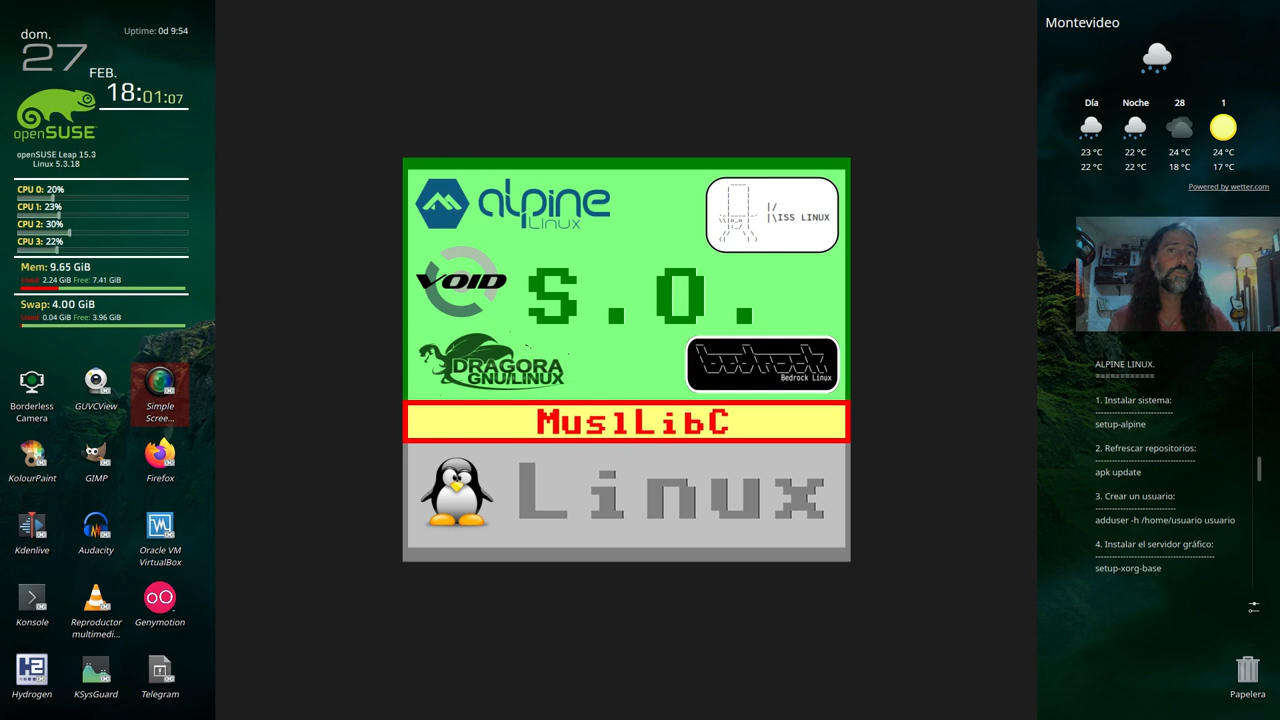 dom.
Uptime: 0d 9:54
27
FEB.
18:01:07
openSUSE
openSUSE Leap 15.3
Linux 5.3.18
CPU 0: 20%
CPU 1: 23%
CPU 2: 30%
CPU 3: 22%
Mem: 9.65 GiB
Used: 2.24 GiB Free: 7.41 GiB
Swap: 4.00 GiB
Used: 0.04 GiB Free: 3.96 GiB
Borderless
Camera
GUVCView
Simple
Scree...
KolourPaint
GIMP
Firefox
Kdenlive
Audacity
Oracle VM
VirtualBox
Konsole
Reproductor
multimedi...
Genymotion
Hydrogen
KSysGuard
Telegram
alpine
Linux
|/
|\ISS LINUX
VOID
S.O.
DRAGORA
GNU/LINUX
bedrock
Bedrock Linux
MuslLibC
Linux
Montevideo
Día Noche 28 1
23 °C 22 °C 24 °C 24 °C
22 °C 22 °C 18 °C 17 °C
Powered by wetter.com
ALPINE LINUX.
============
1. Instalar sistema:
--------------------------
setup-alpine
2. Refrescar repositorios:
---------------------------------
apk update
3. Crear un usuario:
---------------------------
adduser -h /home/usuario usuario
4. Instalar el servidor gráfico:
----------------------------------------
setup-xorg-base
Papelera